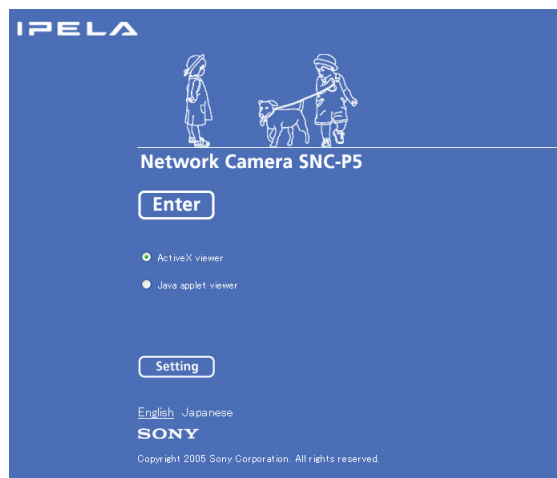 IPELA
Network Camera SNC-P5
Enter
ActiveX viewer
Java applet viewer
Setting
English Japanese
SONY
Copyright 2005 Sony Corporation. All rights reserved.